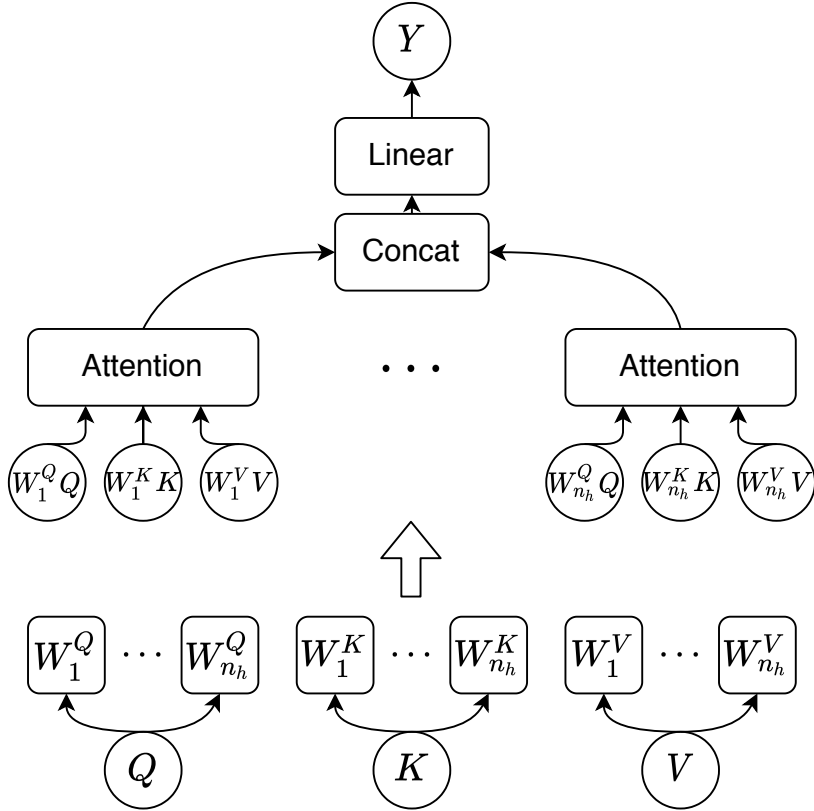 Y
Linear
Concat
Attention ... Attention
W_1^Q Q W_1^K K W_1^V V W_{n_h}^Q Q W_{n_h}^K K W_{n_h}^V V
W_1^Q ... W_{n_h}^Q W_1^K ... W_{n_h}^K W_1^V ... W_{n_h}^V
Q K V